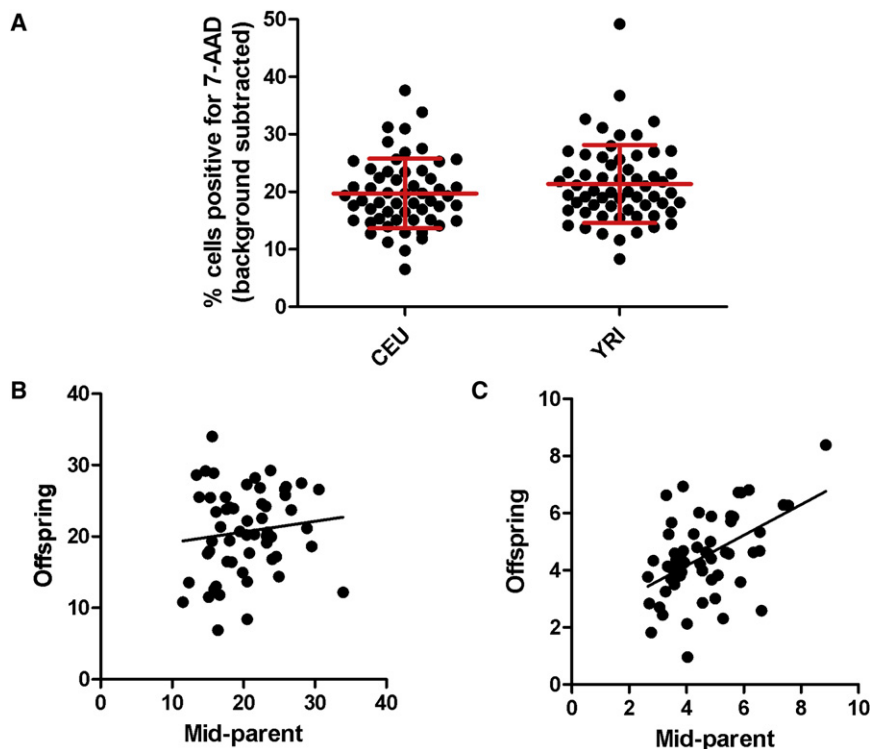 A
% cells positive for 7-AAD
(background subtracted)
50
40
30
20
10
0
CEU
YRI
B
Offspring
40
30
20
10
0
0 10 20 30 40
Mid-parent
C
Offspring
10
8
6
4
2
0
0 2 4 6 8 10
Mid-parent